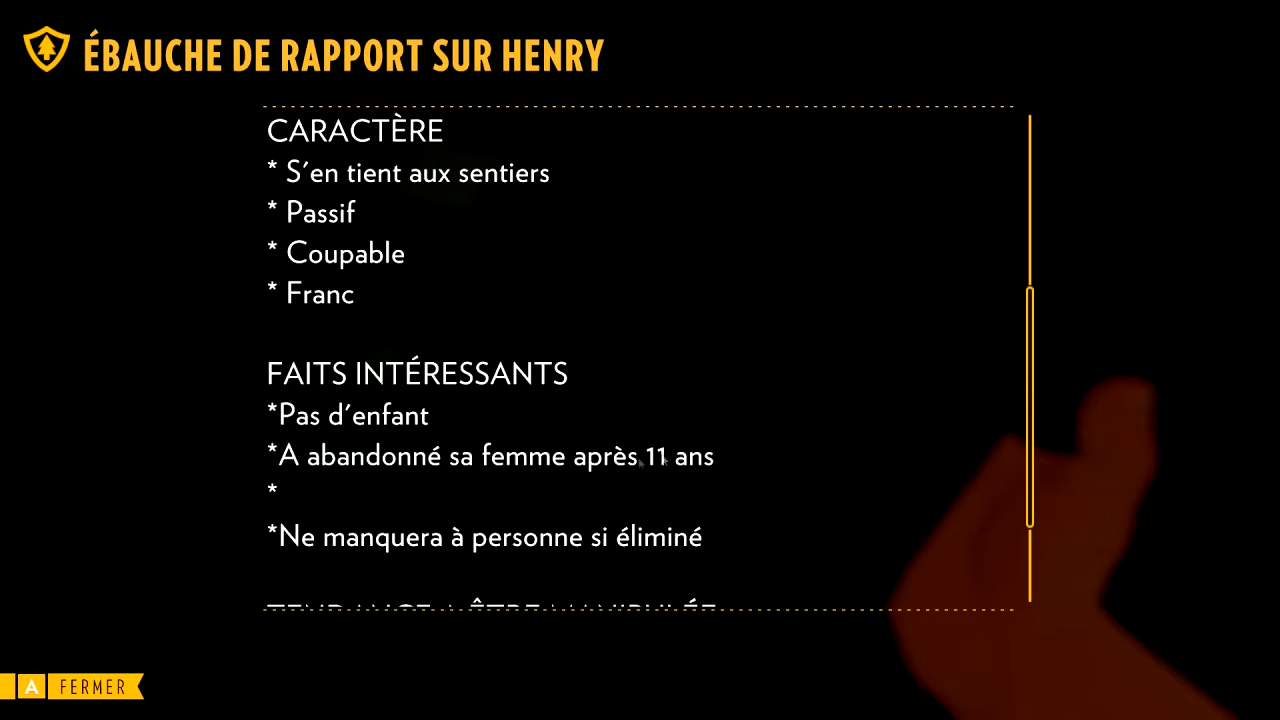 ÉBAUCHE DE RAPPORT SUR HENRY
CARACTÈRE
* S'en tient aux sentiers
* Passif
* Coupable
* Franc
FAITS INTÉRESSANTS
*Pas d'enfant
*A abandonné sa femme après 11 ans
*
*Ne manquera à personne si éliminé
A FERMER